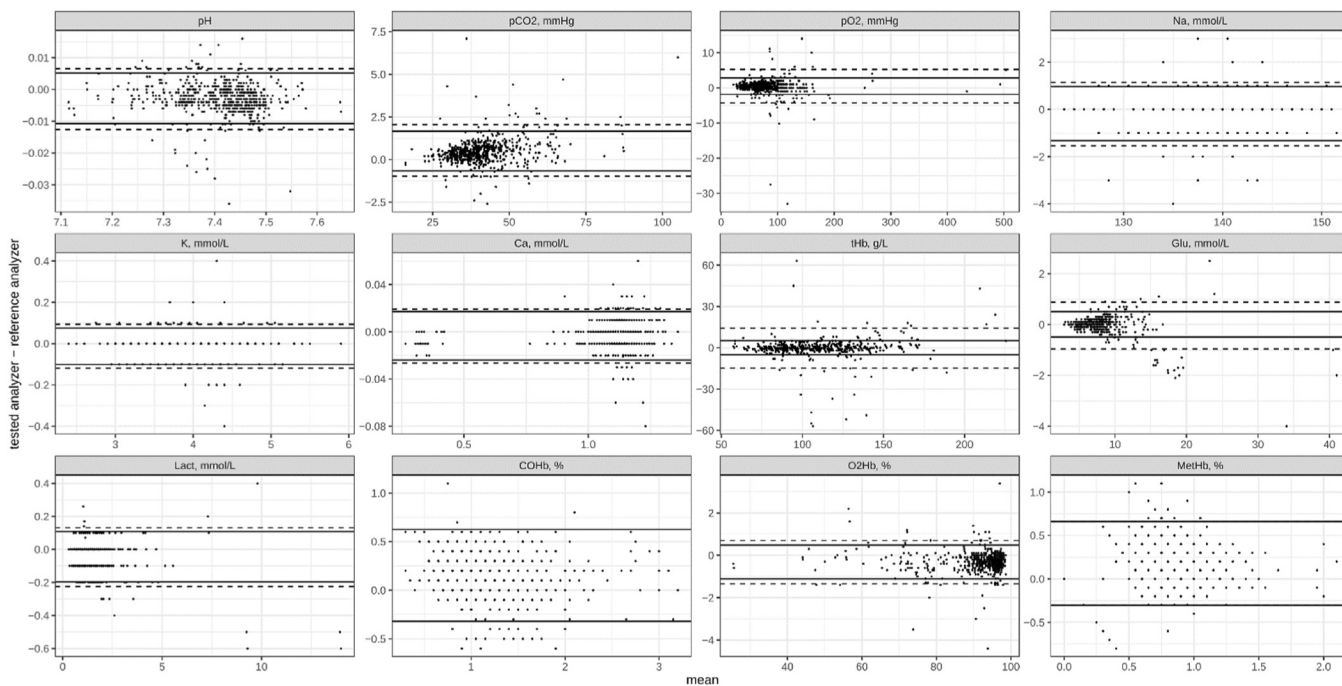 pH
pCO2, mmHg
pO2, mmHg
Na, mmol/L
0.01
0.00
−0.01
−0.02
−0.03
7.1 7.2 7.3 7.4 7.5 7.6
7.5
5.0
2.5
0.0
−2.5
25 50 75 100
10
0
−10
−20
−30
0 100 200 300 400 500
2
0
−2
−4
130 140 150
K, mmol/L
Ca, mmol/L
tHb, g/L
Glu, mmol/L
0.4
0.2
0.0
−0.2
−0.4
3 4 5 6
0.04
0.00
−0.04
−0.08
0.5 1.0
60
30
0
−30
−60
50 100 150 200
2
0
−2
−4
10 20 30 40
Lact, mmol/L
COHb, %
O2Hb, %
MetHb, %
0.4
0.2
0.0
−0.2
−0.4
−0.6
0 5 10
1.0
0.5
0.0
−0.5
1 2 3
2
0
−2
−4
40 60 80 100
1.0
0.5
0.0
−0.5
0.0 0.5 1.0 1.5 2.0
tested analyzer − reference analyzer
mean